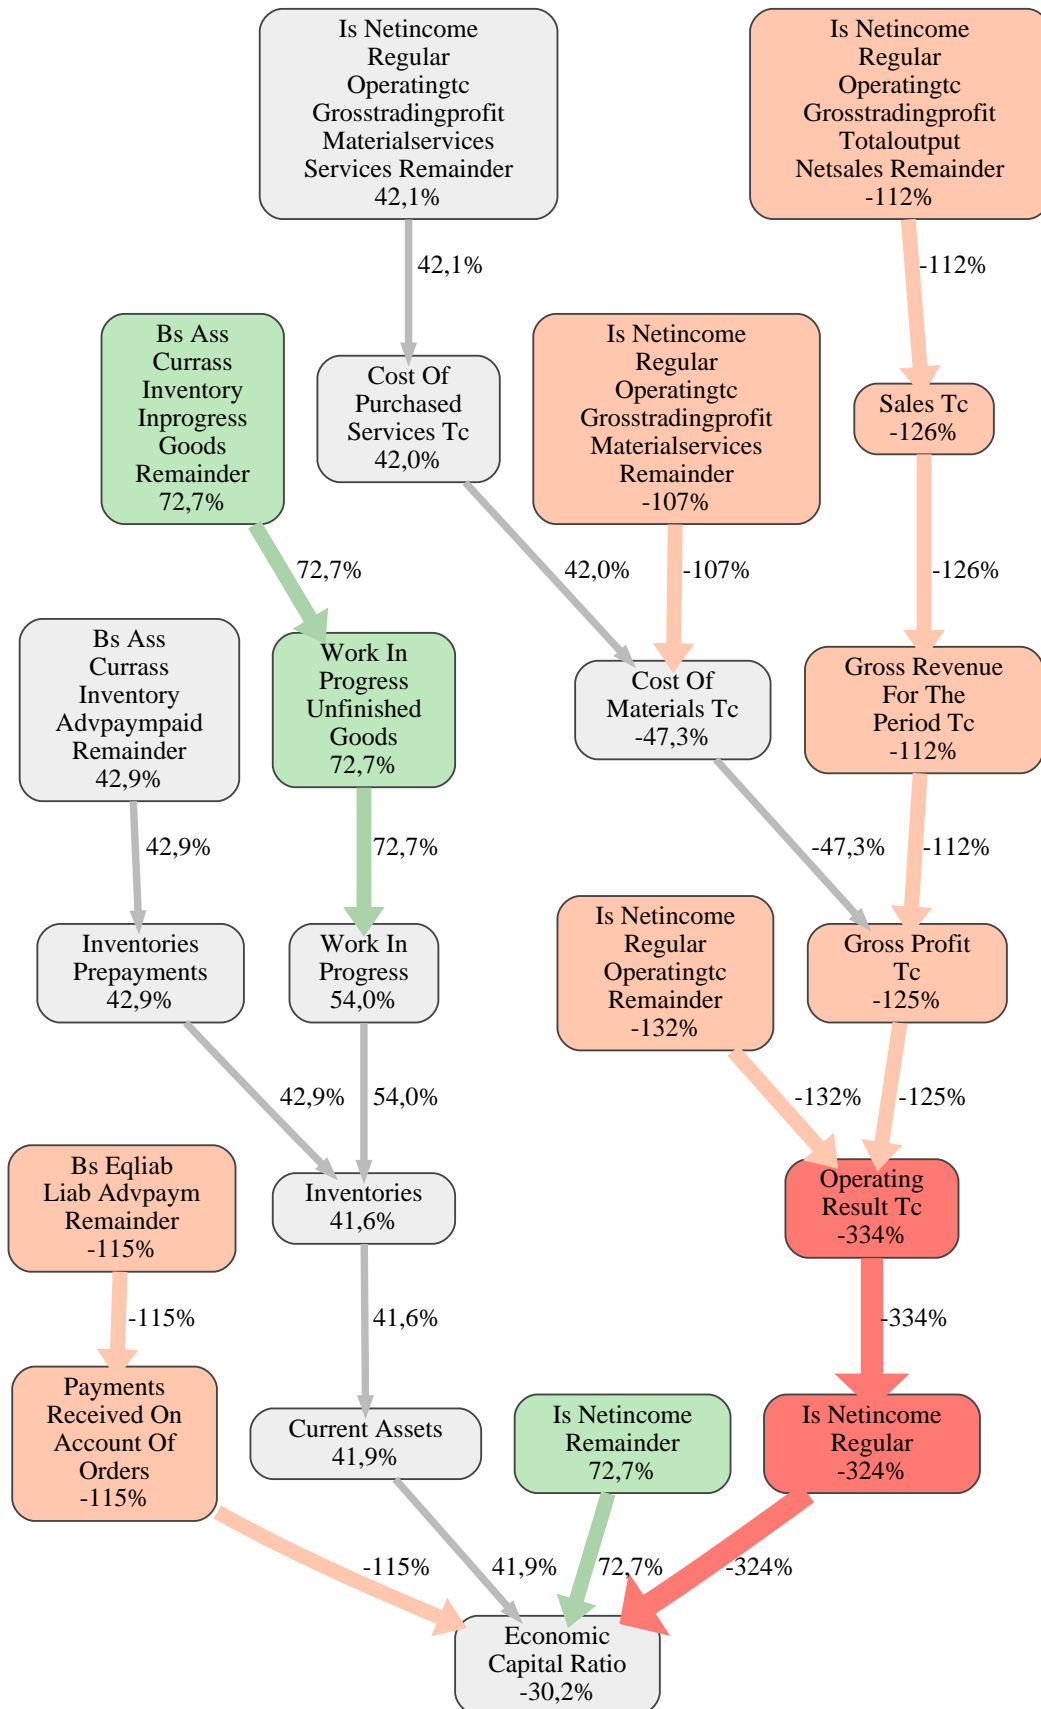 Is Netincome
Regular
Operatingtc
Grosstradingprofit
Materialservices
Services Remainder
42,1%
Is Netincome
Regular
Operatingtc
Grosstradingprofit
Totaloutput
Netsales Remainder
-112%
42,1%
-112%
Bs Ass
Currass
Inventory
Inprogress
Goods
Remainder
72,7%
Cost Of
Purchased
Services Tc
42,0%
Is Netincome
Regular
Operatingtc
Grosstradingprofit
Materialservices
Remainder
-107%
Sales Tc
-126%
72,7%
42,0%
-107%
-126%
Bs Ass
Currass
Inventory
Advpaympaid
Remainder
42,9%
Work In
Progress
Unfinished
Goods
72,7%
Cost Of
Materials Tc
-47,3%
Gross Revenue
For The
Period Tc
-112%
42,9%
72,7%
-47,3%
-112%
Inventories
Prepayments
42,9%
Work In
Progress
54,0%
Is Netincome
Regular
Operatingtc
Remainder
-132%
Gross Profit
Tc
-125%
42,9%
54,0%
-132%
-125%
Bs Eqliab
Liab Advpaym
Remainder
-115%
Inventories
41,6%
Operating
Result Tc
-334%
-115%
41,6%
-334%
Payments
Received On
Account Of
Orders
-115%
Current Assets
41,9%
Is Netincome
Remainder
72,7%
Is Netincome
Regular
-324%
-115%
41,9%
72,7%
-324%
Economic
Capital Ratio
-30,2%